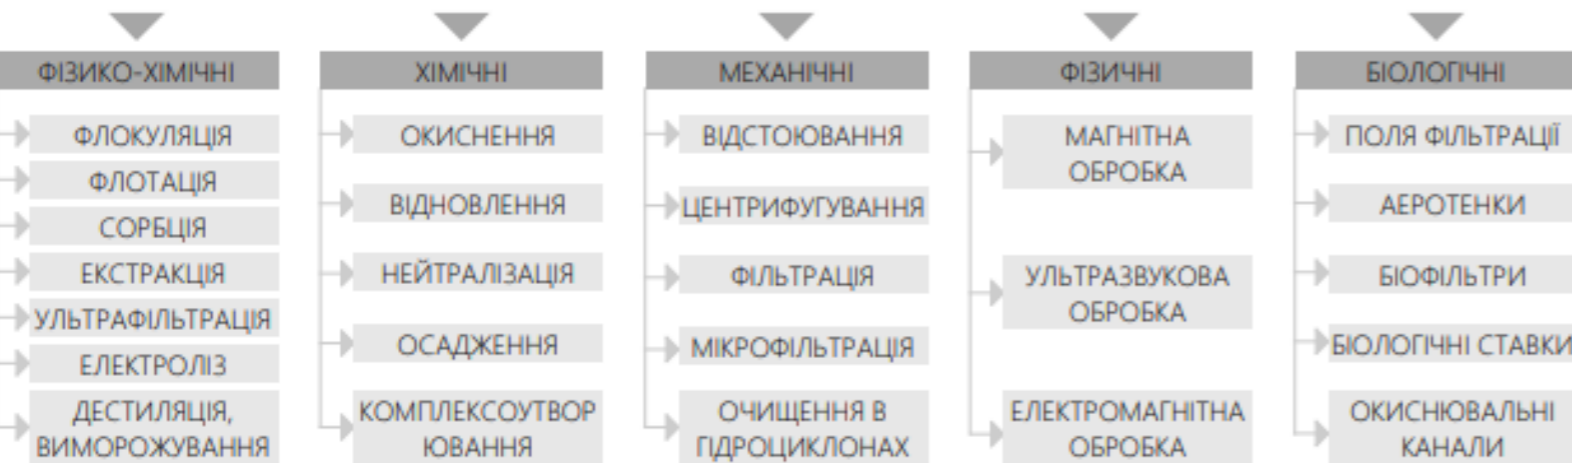 ФІЗИКО-ХІМІЧНІ
ФЛОКУЛЯЦІЯ
ФЛОТАЦІЯ
СОРБЦІЯ
ЕКСТРАКЦІЯ
УЛЬТРАФІЛЬТРАЦІЯ
ЕЛЕКТРОЛІЗ
ДЕСТИЛЯЦІЯ,
ВИМОРОЖУВАННЯ
ХІМІЧНІ
ОКИСНЕННЯ
ВІДНОВЛЕННЯ
НЕЙТРАЛІЗАЦІЯ
ОСАДЖЕННЯ
КОМПЛЕКСОУТВОР
ЮВАННЯ
МЕХАНІЧНІ
ВІДСТОЮВАННЯ
ЦЕНТРИФУГУВАННЯ
ФІЛЬТРАЦІЯ
МІКРОФІЛЬТРАЦІЯ
ОЧИЩЕННЯ В
ГІДРОЦИКЛОНАХ
ФІЗИЧНІ
МАГНІТНА
ОБРОБКА
УЛЬТРАЗВУКОВА
ОБРОБКА
ЕЛЕКТРОМАГНІТНА
ОБРОБКА
БІОЛОГІЧНІ
ПОЛЯ ФІЛЬТРАЦІЇ
АЕРОТЕНКИ
БІОФІЛЬТРИ
БІОЛОГІЧНІ СТАВКИ
ОКИСНЮВАЛЬНІ
КАНАЛИ